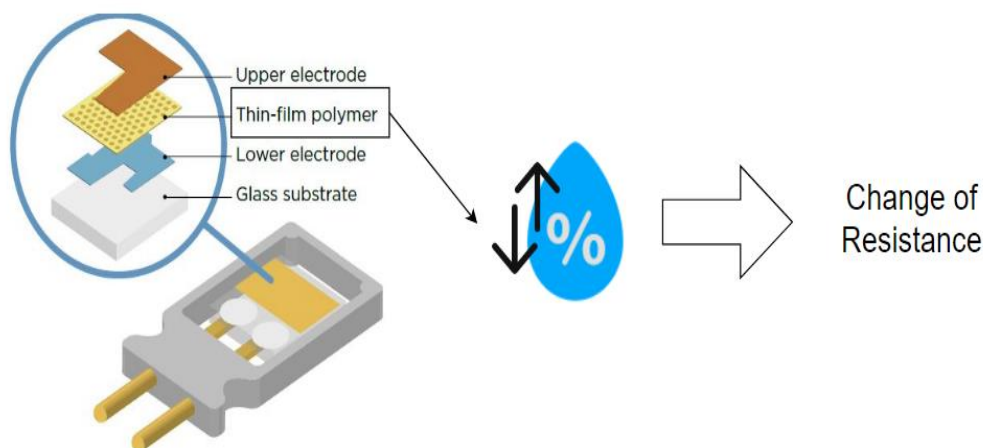 Upper electrode
Thin-film polymer
Lower electrode
Glass substrate
%
Change of
Resistance